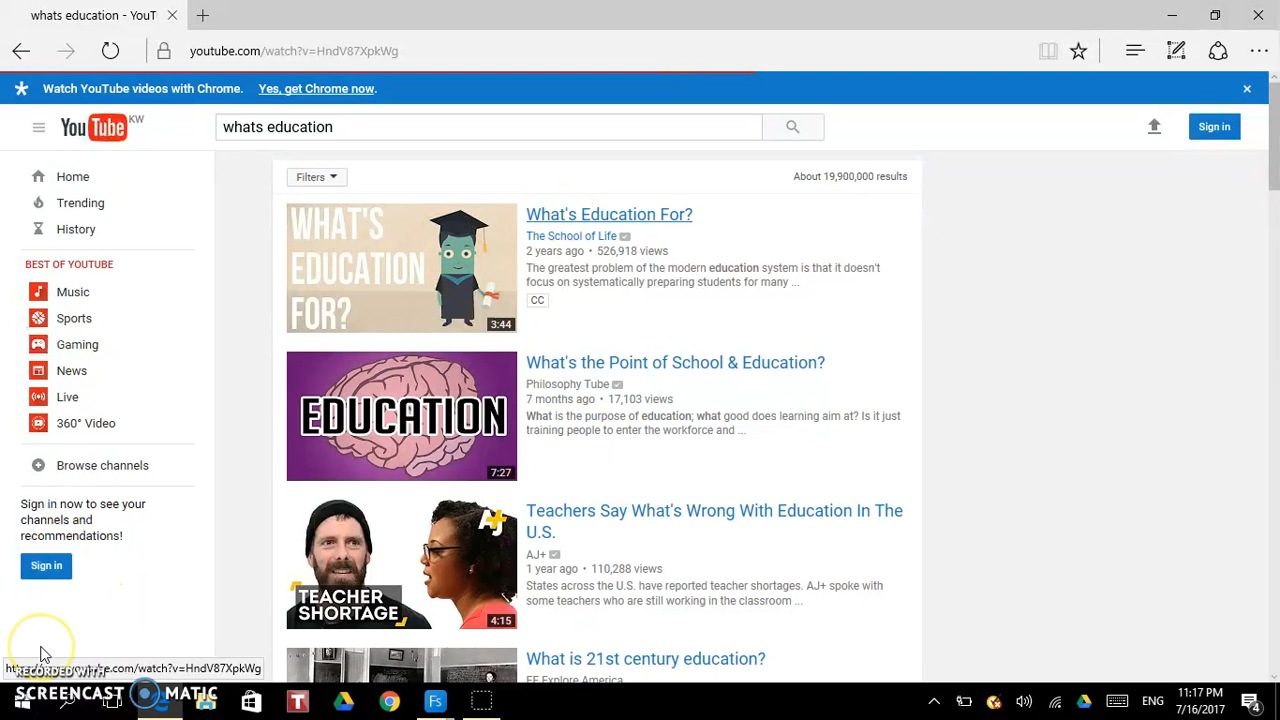 whats education - YouT
youtube.com/watch?v=HndV87XpkWg
Watch YouTube videos with Chrome. Yes, get Chrome now.
YouTube KW
whats education
Sign in
Home
Trending
History
BEST OF YOUTUBE
Music
Sports
Gaming
News
Live
360° Video
Browse channels
Sign in now to see your
channels and
recommendations!
Sign in
Filters
About 19,900,000 results
WHAT'S
EDUCATION
FOR?
3:44
What's Education For?
The School of Life
2 years ago • 526,918 views
The greatest problem of the modern education system is that it doesn't
focus on systematically preparing students for many ...
CC
EDUCATION
7:27
What's the Point of School & Education?
Philosophy Tube
7 months ago • 17,103 views
What is the purpose of education; what good does learning aim at? Is it just
training people to enter the workforce and ...
AJ+
TEACHER
SHORTAGE
4:15
Teachers Say What's Wrong With Education In The
U.S.
AJ+
1 year ago • 110,288 views
States across the U.S. have reported teacher shortages. AJ+ spoke with
some teachers who are still working in the classroom ...
What is 21st century education?
EF Explore America
.com/watch?v=HndV87XpkWg
SCREENCAST MATIC
T
Fs
ENG
11:17 PM
7/16/2017
4